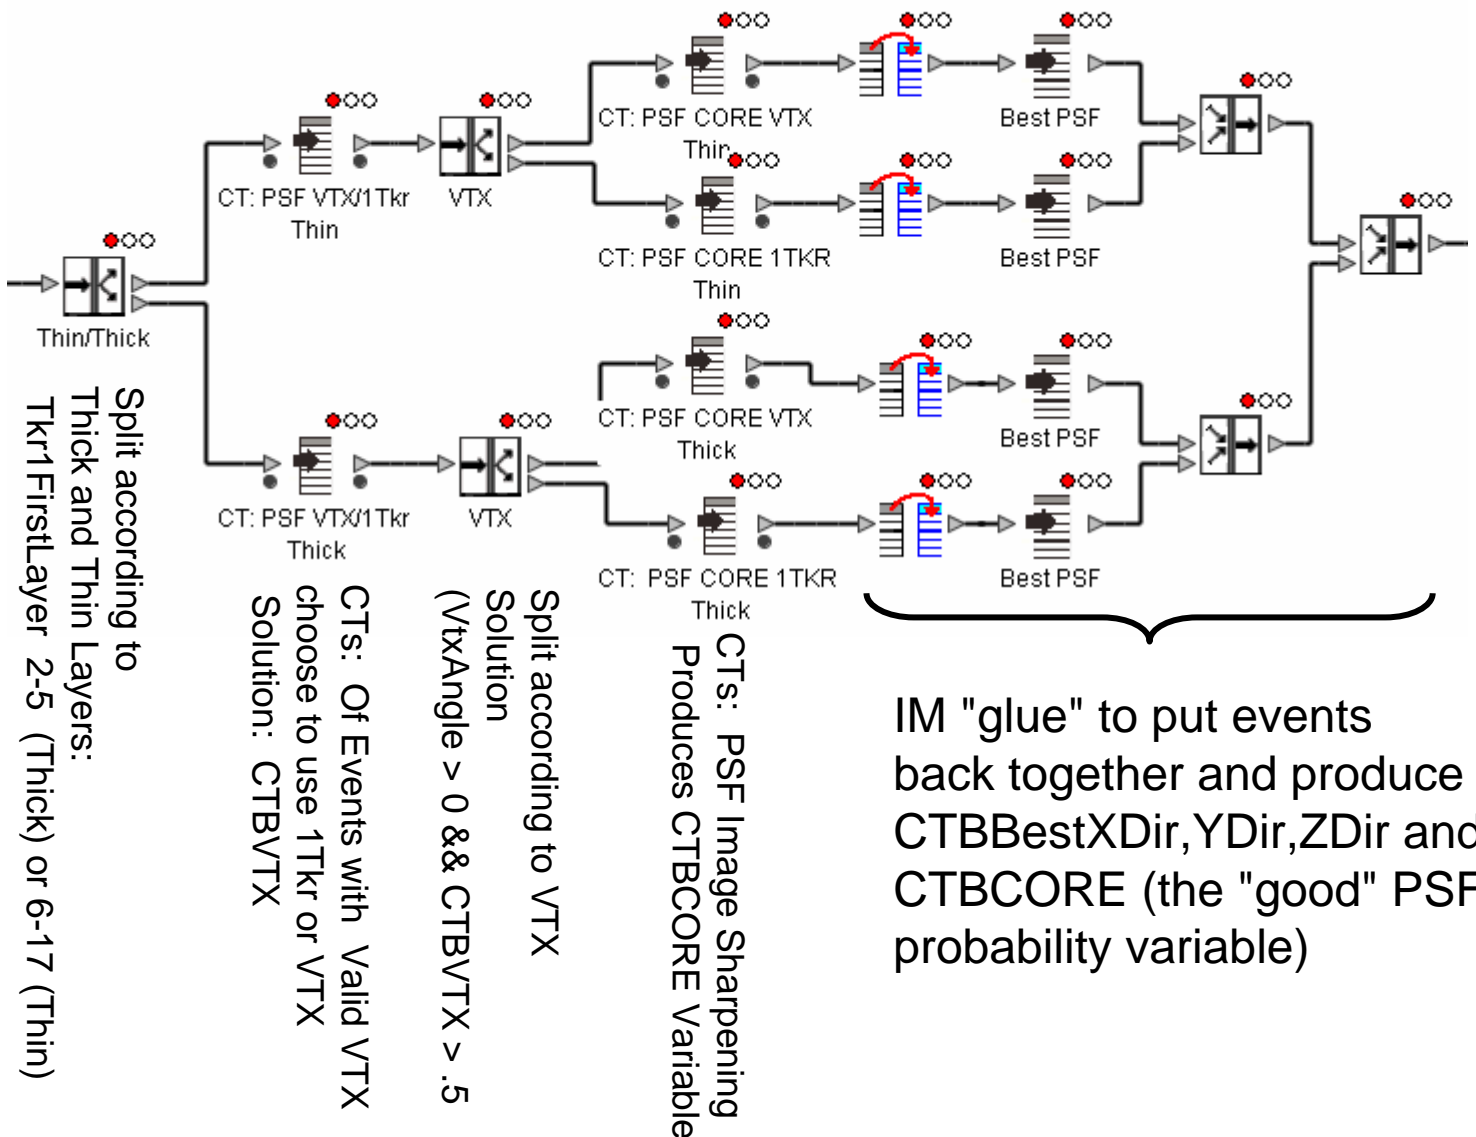 CT: PSF CORE VTX
Thin
Best PSF
CT: PSF VTX/1Tkr
Thin
VTX
CT: PSF CORE 1TKR
Thin
Best PSF
Thin/Thick
CT: PSF CORE VTX
Thick
Best PSF
CT: PSF VTX/1Tkr
Thick
VTX
CT: PSF CORE 1TKR
Thick
Best PSF
Split according to
Thick and Thin Layers:
Tkr1FirstLayer 2-5 (Thick) or 6-17 (Thin)
CTs: Of Events with Valid VTX
choose to use 1Tkr or VTX
Solution: CTBVTX
Split according to VTX
Solution
(VtxAngle > 0 && CTBVTX > .5
CTs: PSF Image Sharpening
Produces CTBCORE Variable
IM "glue" to put events
back together and produce
CTBBestXDir,YDir,ZDir and
CTBCORE (the "good" PSF
probability variable)